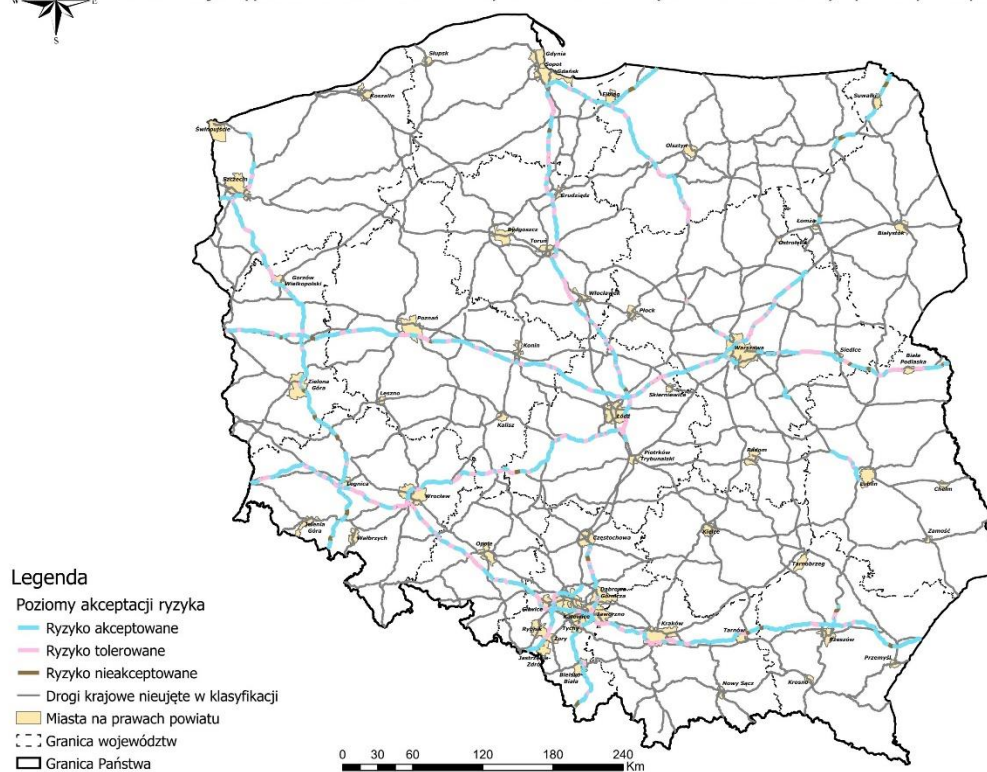 S
E
Słupsk
Gdynia
Sopot
Gdańsk
Koszalin
Elbląg
Suwałki
Świnoujście
Olsztyn
Szczecin
Grudziądz
Łomża
Białystok
Ostrołęka
Bydgoszcz
Toruń
Gorzów
Wielkopolski
Włocławek
Płock
Poznań
Konin
Warszawa
Siedlce
Biała
Podlaska
Zielona
Góra
Skierniewice
Leszno
Łódź
Kalisz
Piotrków
Trybunalski
Radom
Lublin
Chełm
Legnica
Wrocław
Jelenia
Góra
Wałbrzych
Kielce
Zamość
Opole
Częstochowa
Tarnobrzeg
Dąbrowa
Górnicza
Gliwice
Jaworzno
Katowice
Tychy
Rybnik
Żory
Kraków
Tarnów
Rzeszów
Jastrzębie
Zdrój
Przemyśl
Bielsko
Biała
Nowy Sącz
Krosno
Legenda
Poziomy akceptacji ryzyka
Ryzyko akceptowane
Ryzyko tolerowane
Ryzyko nieakceptowane
Drogi krajowe nieujęte w klasyfikacji
Miasta na prawach powiatu
Granica województw
Granica Państwa
0 30 60 120 180 240
Km